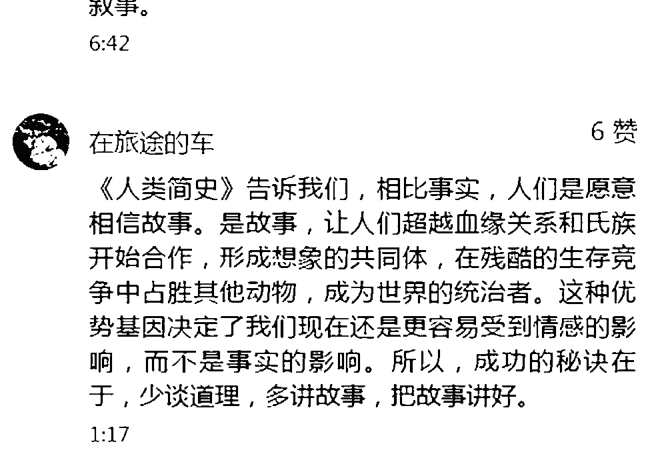 叙事。
6:42
在旅途的车
6 赞
《人类简史》告诉我们，相比事实，人们是愿意
相信故事。是故事，让人们超越血缘关系和氏族
开始合作，形成想象的共同体，在残酷的生存竞
争中占胜其他动物，成为世界的统治者。这种优
势基因决定了我们现在还是更容易受到情感的影
响，而不是事实的影响。所以，成功的秘诀在
于，少谈道理，多讲故事，把故事讲好。
1:17